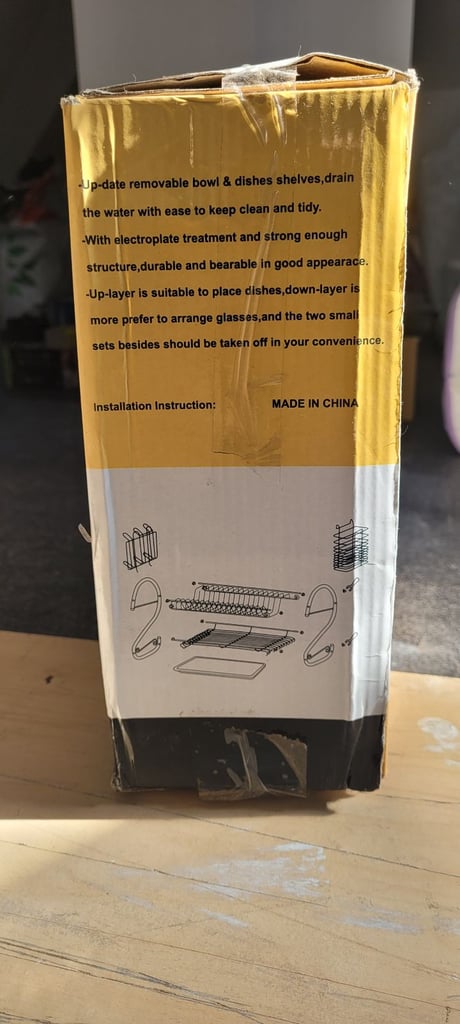 -Up-date removable bowl & dishes shelves,drain
the water with ease to keep clean and tidy.
-With electroplate treatment and strong enough
structure,durable and bearable in good appearace.
-Up-layer is suitable to place dishes,down-layer is
more prefer to arrange glasses,and the two small
sets besides should be taken off in your convenience.
Installation Instruction: MADE IN CHINA